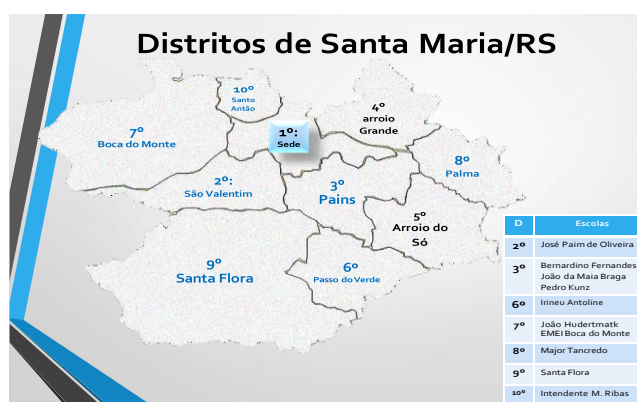 Distritos de Santa Maria/RS
10º
Santo
Antão
4º
arroio
Grande
1º:
Sede
7º
Boca do Monte
8º
Palma
2º:
São Valentim
3º
Pains
5º
Arroio do
Só
9º
Santa Flora
6º
Passo do Verde
D Escolas
2º José Paim de Oliveira
3º Bernardino Fernandes
João da Maia Braga
Pedro Kunz
6º Irineu Antoline
7º João Hudertmatk
EMEI Boca do Monte
8º Major Tancredo
9º Santa Flora
10º Intendente M. Ribas